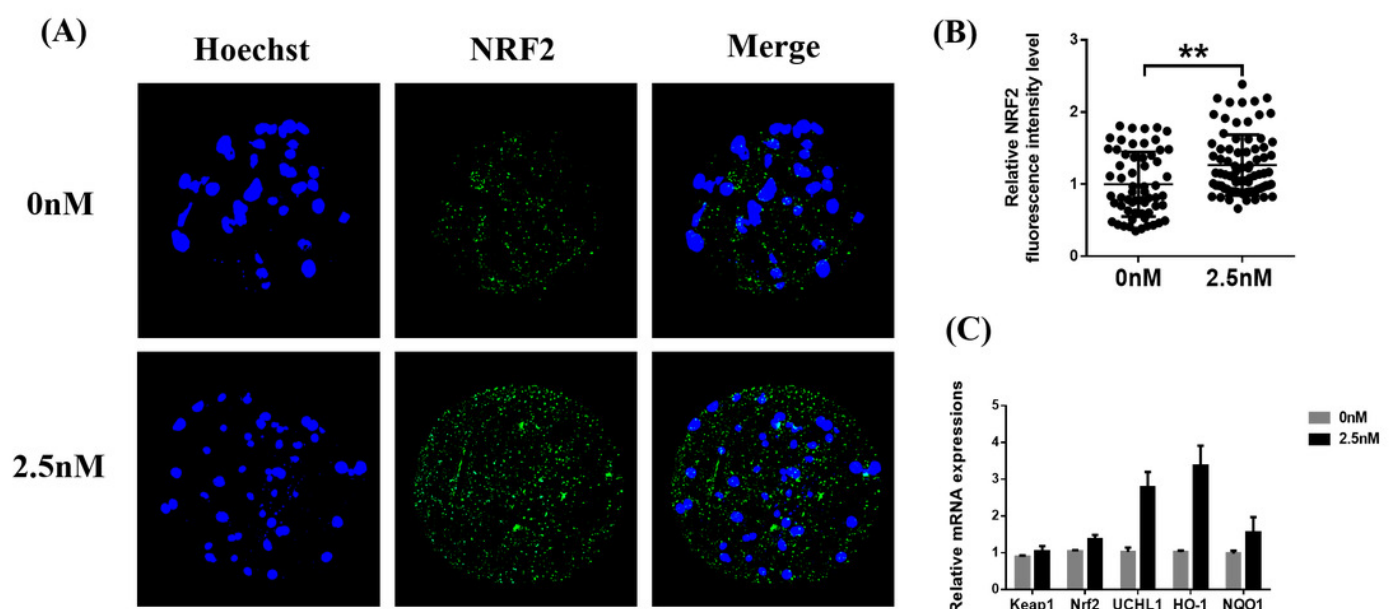 (A)
Hoechst NRF2 Merge
0nM
2.5nM
(B)
Relative NRF2
fluorescence intensity level
3
2
1
0
**
0nM 2.5nM
(C)
Relative mRNA expressions
5
4
3
2
1
0
Keap1 Nrf2 UCHL1 HO-1 NQO1
0nM
2.5nM